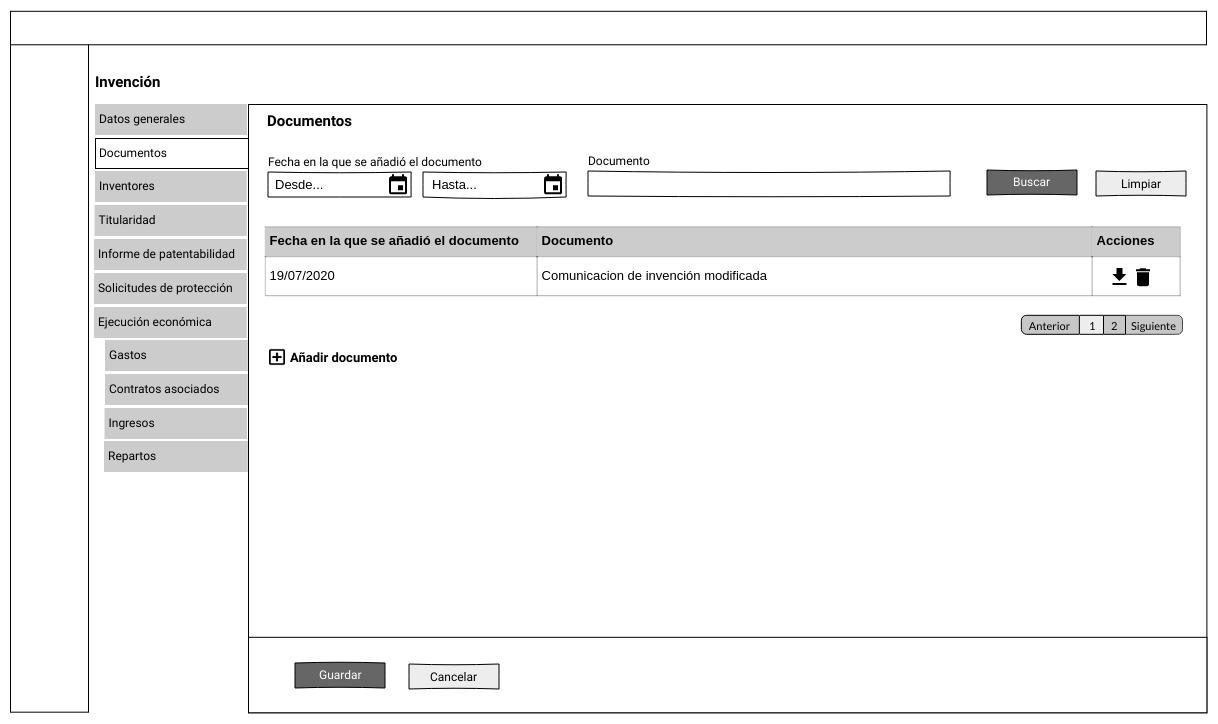 Invención
Datos generales
Documentos
Inventores
Titularidad
Informe de patentabilidad
Solicitudes de protección
Ejecución económica
Gastos
Contratos asociados
Ingresos
Repartos
Documentos
Fecha en la que se añadió el documento
Documento
Desde...
Hasta...
Buscar
Limpiar
Fecha en la que se añadió el documento Documento Acciones
19/07/2020 Comunicacion de invención modificada
Anterior 1 2 Siguiente
Añadir documento
Guardar
Cancelar